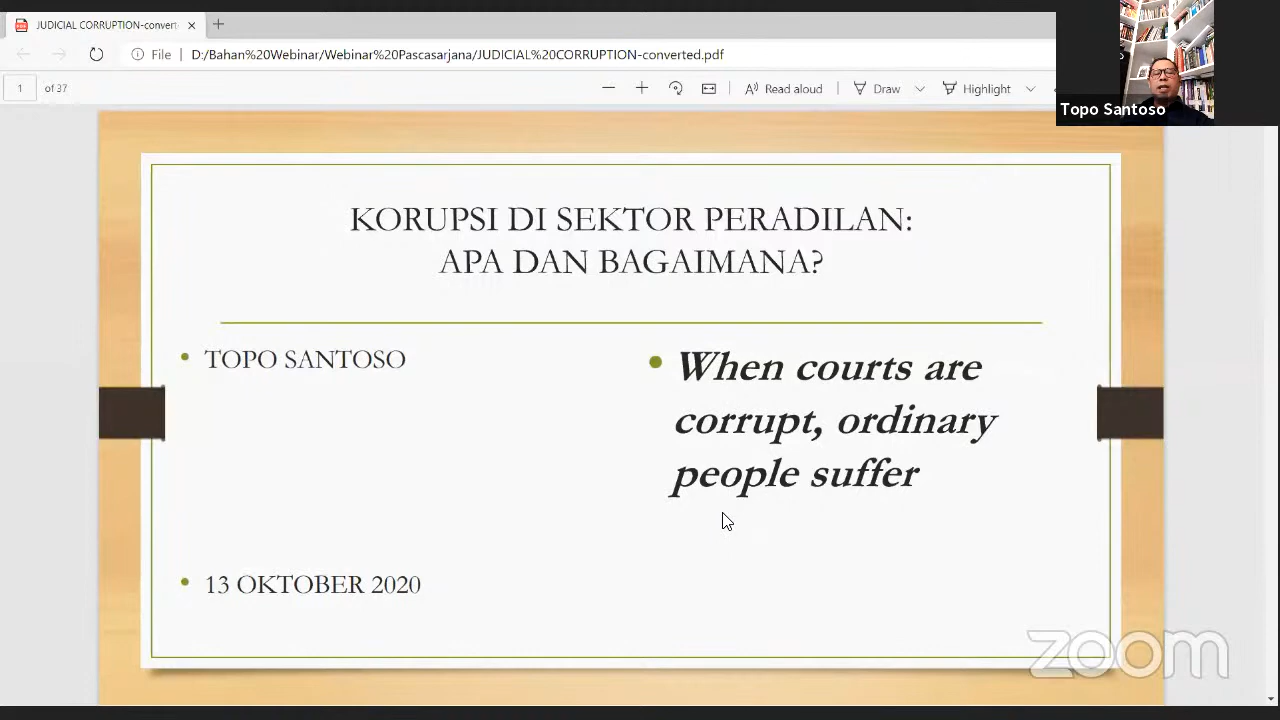 JUDICIAL CORRUPTION-convert
File
D:/Bahan%20Webinar/Webinar%20Pascasarjana/JUDICIAL%20CORRUPTION-converted.pdf
1 of 37
Read aloud
Draw
Highlight
Topo Santoso
KORUPSI DI SEKTOR PERADILAN:
APA DAN BAGAIMANA?
• TOPO SANTOSO
• When courts are
corrupt, ordinary
people suffer
• 13 OKTOBER 2020
zoom